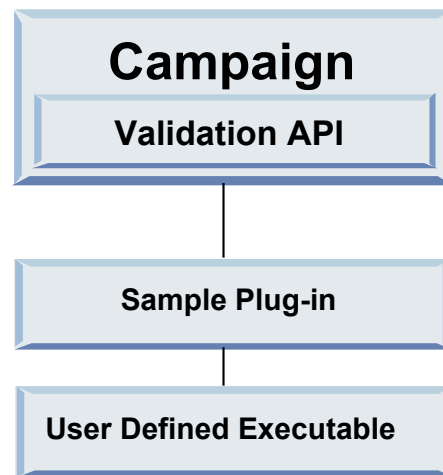 Campaign
Validation API
Sample Plug-in
User Defined Executable